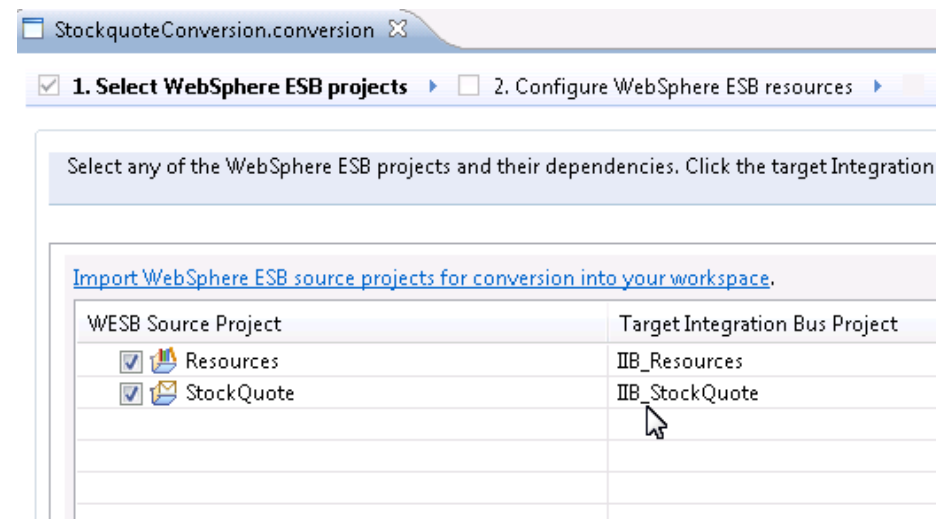 StockquoteConversion.conversion
1. Select WebSphere ESB projects 2. Configure WebSphere ESB resources
Select any of the WebSphere ESB projects and their dependencies. Click the target Integration
Import WebSphere ESB source projects for conversion into your workspace.
WESB Source Project Target Integration Bus Project
Resources IIB_Resources
StockQuote IIB_StockQuote